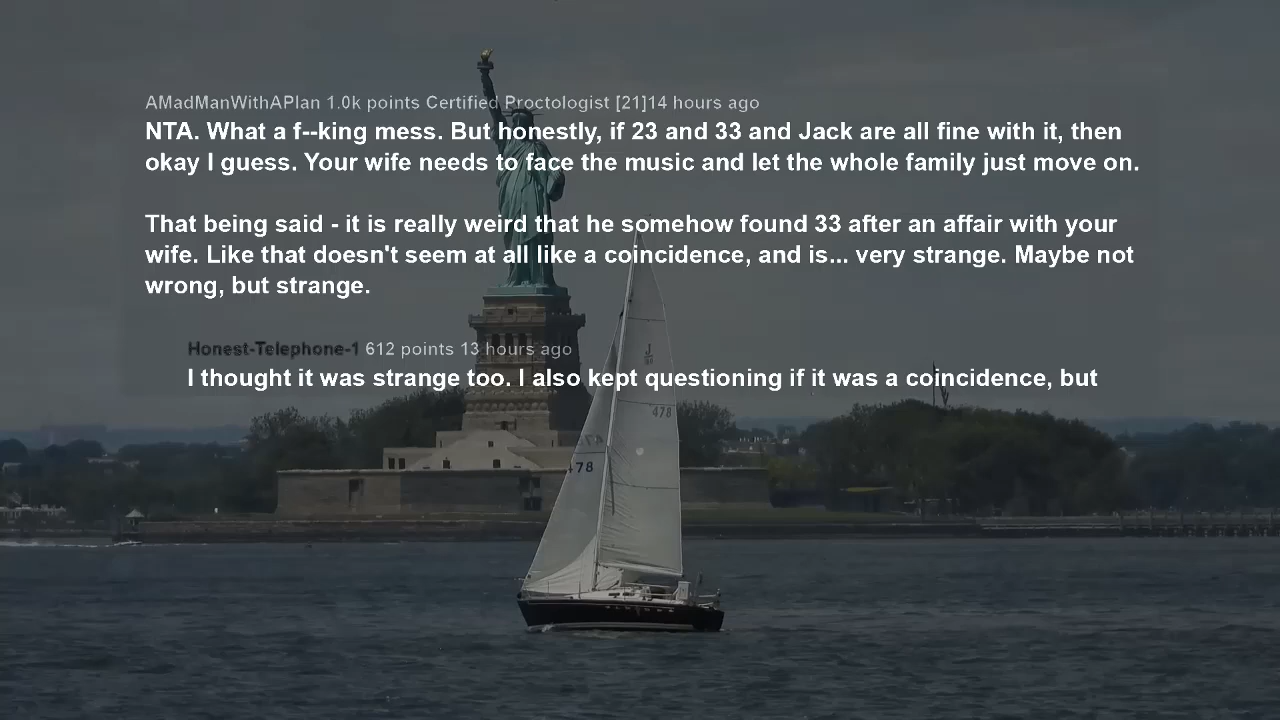 AMadManWithAPlan 1.0k points Certified Proctologist [21]14 hours ago
NTA. What a f--king mess. But honestly, if 23 and 33 and Jack are all fine with it, then
okay I guess. Your wife needs to face the music and let the whole family just move on.
That being said - it is really weird that he somehow found 33 after an affair with your
wife. Like that doesn't seem at all like a coincidence, and is... very strange. Maybe not
wrong, but strange.
Honest-Telephone-1 612 points 13 hours ago
I thought it was strange too. I also kept questioning if it was a coincidence, but
J
478
478